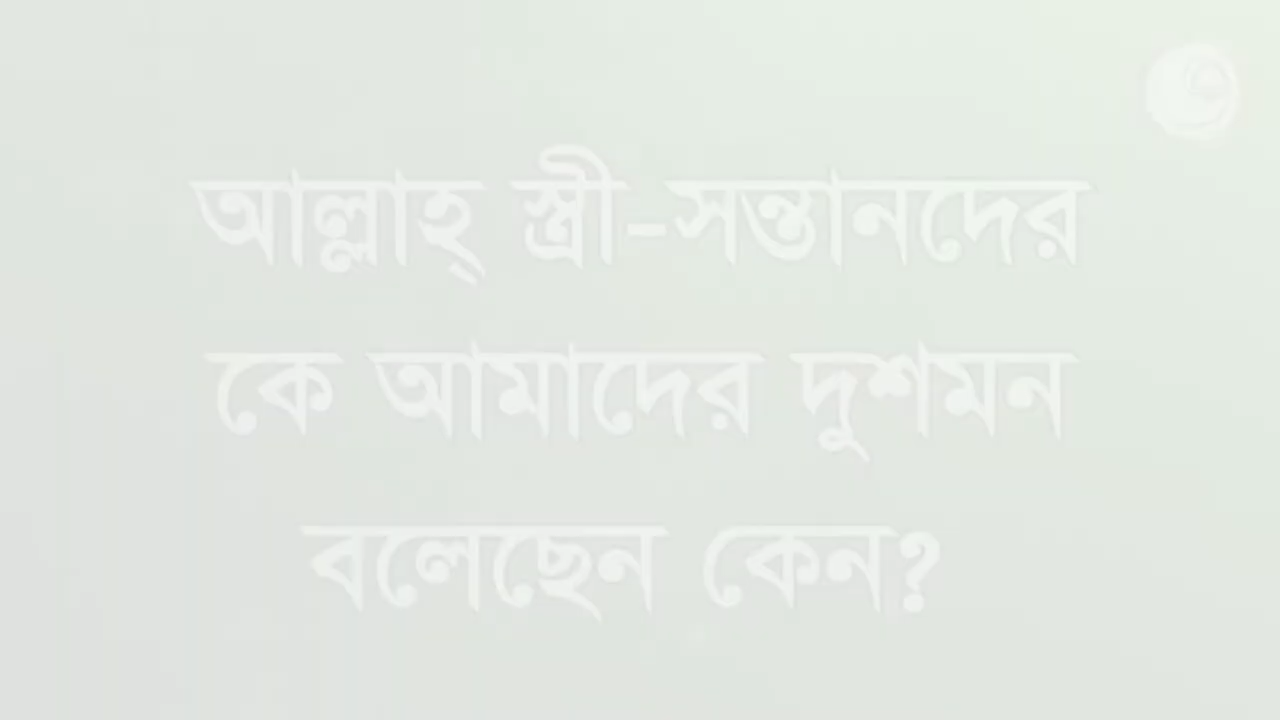 আল্লাহ্ স্ত্রী-সন্তানদের
কে আমাদের দুশমন
বলেছেন কেন?